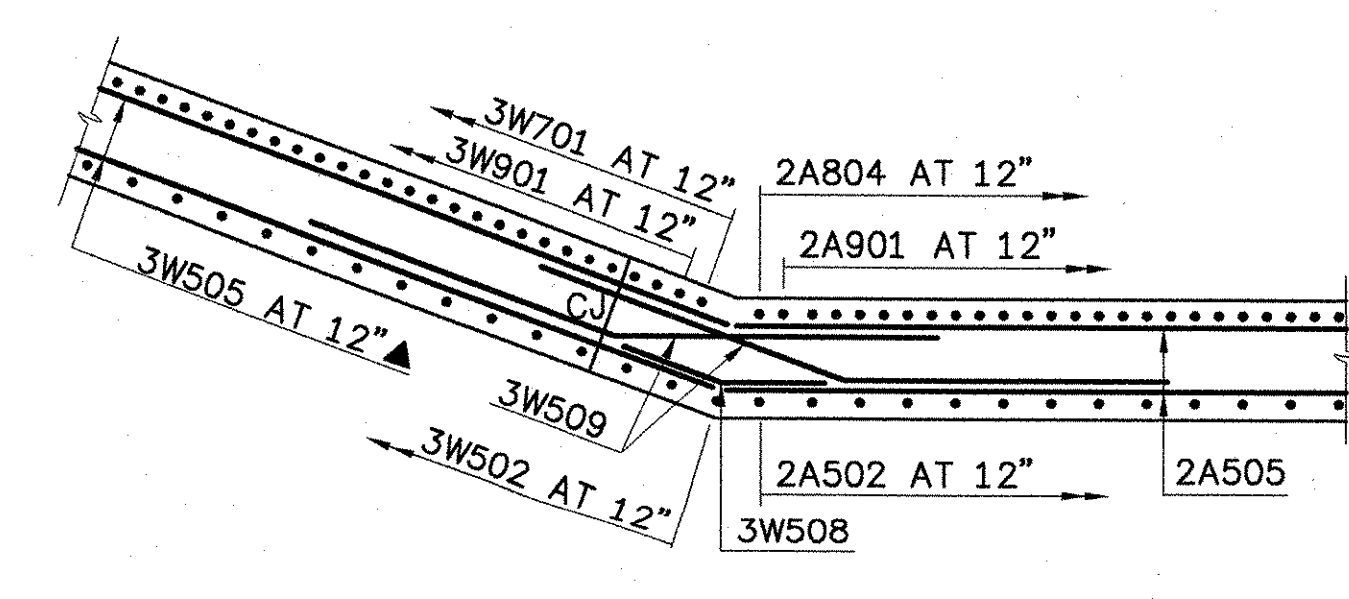 3W701 AT 12"
3W901 AT 12"
2A804 AT 12"
2A901 AT 12"
CJ
3W505 AT 12"▲
3W509
3W502 AT 12"
2A502 AT 12"
2A505
3W508